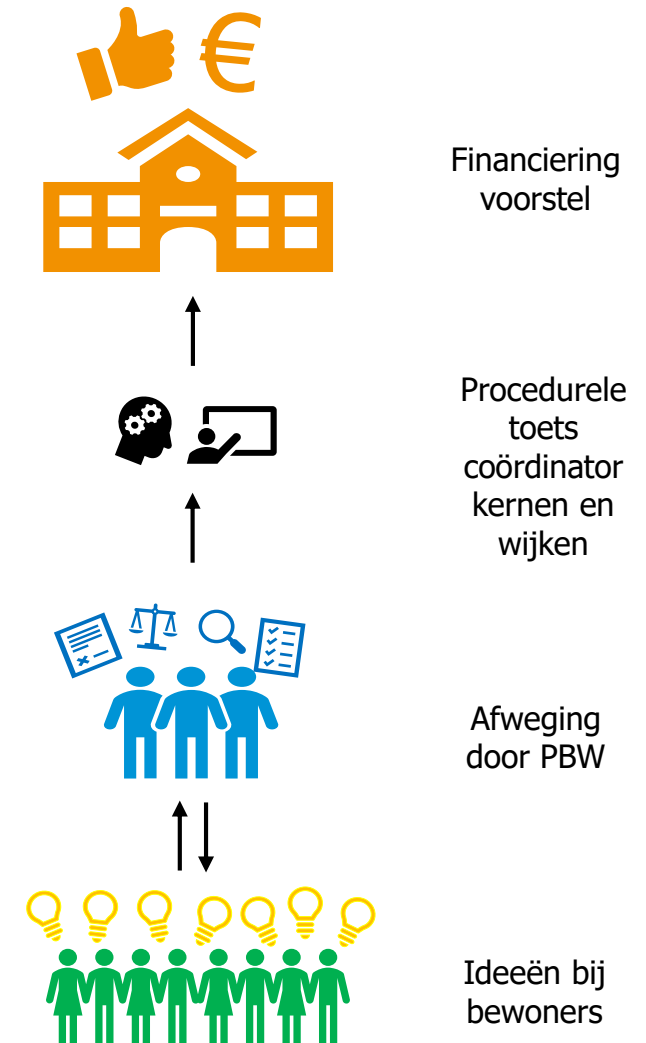 Financiering
voorstel
Procedurele
toets
coördinator
kernen en
wijken
Afweging
door PBW
Ideeën bij
bewoners